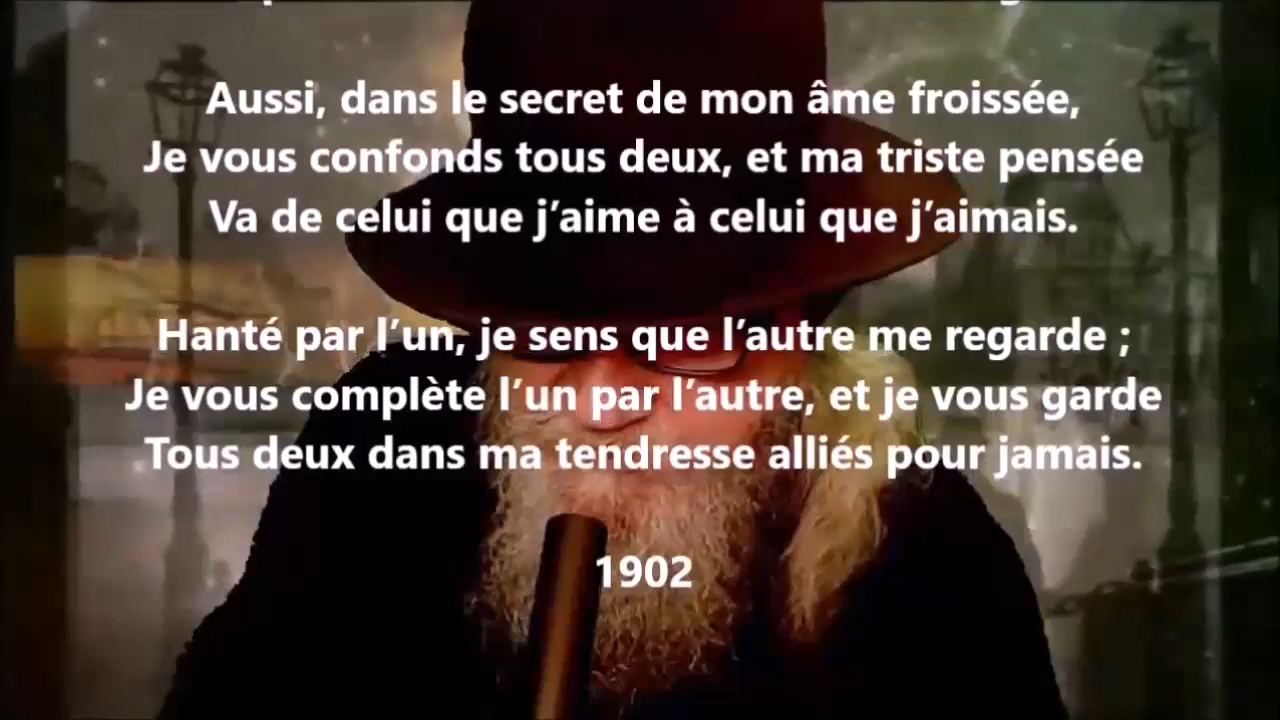 Aussi, dans le secret de mon âme froissée,
Je vous confonds tous deux, et ma triste pensée
Va de celui que j’aime à celui que j’aimais.
Hanté par l’un, je sens que l’autre me regarde ;
Je vous complète l’un par l’autre, et je vous garde
Tous deux dans ma tendresse alliés pour jamais.
1902